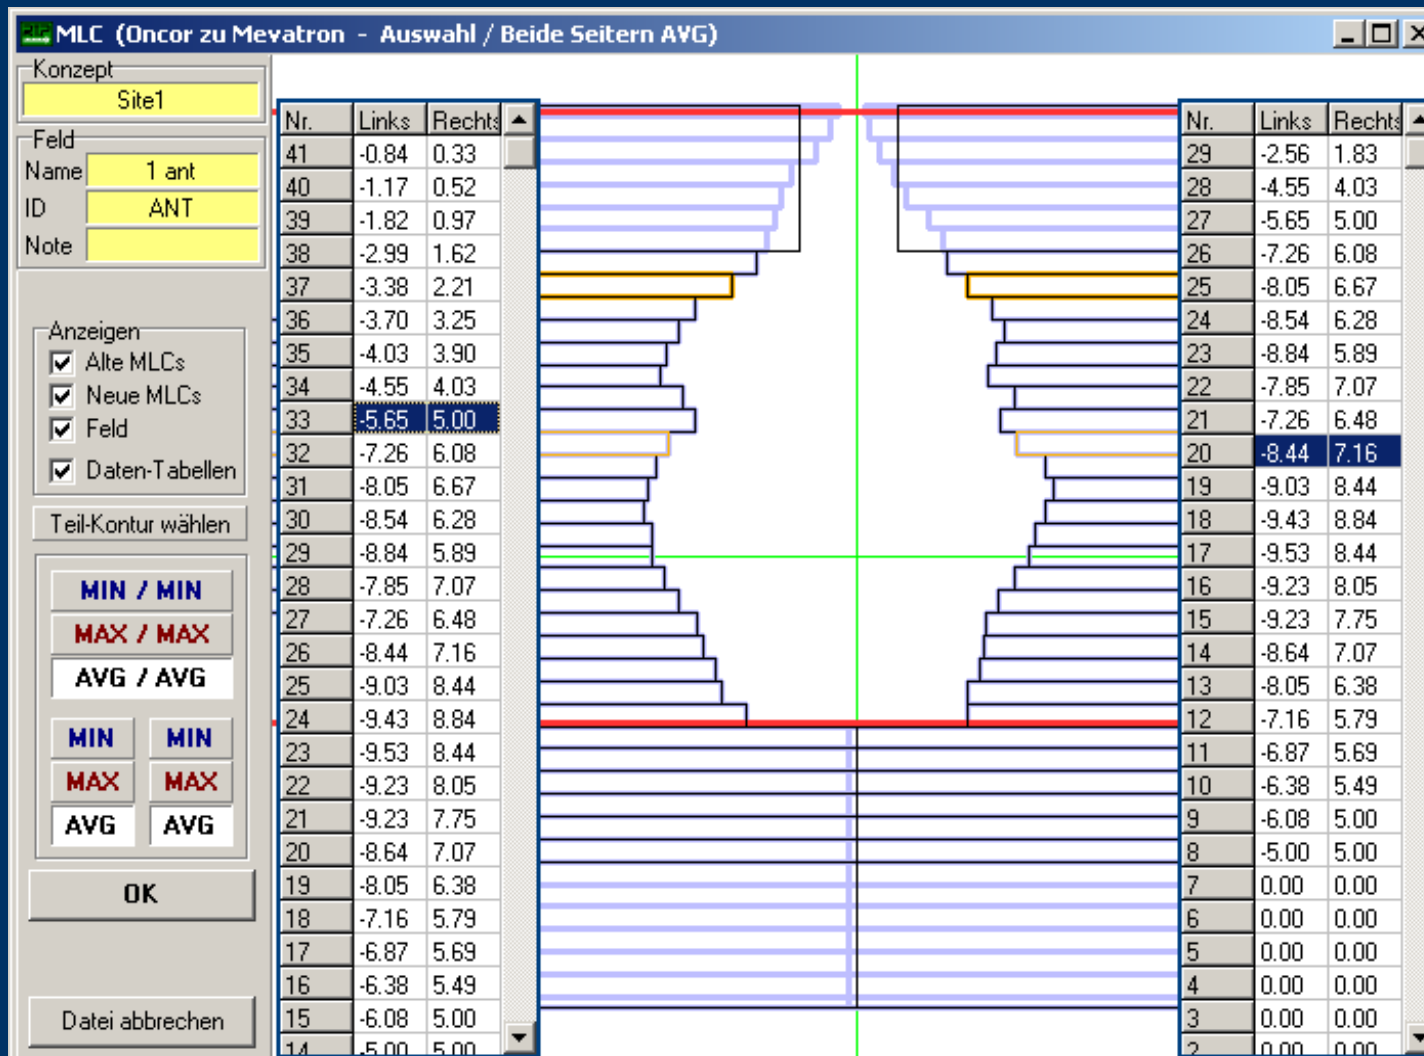 MLC (Oncor zu Mevatron - Auswahl / Beide Seitern AVG)
Konzept
Site1
Feld
Name 1 ant
ID ANT
Note
Anzeigen
Alte MLCs
Neue MLCs
Feld
Daten-Tabellen
Teil-Kontur wählen
MIN / MIN
MAX / MAX
AVG / AVG
MIN MIN
MAX MAX
AVG AVG
OK
Datei abbrechen
Nr. Links Rechts
41 -0.84 0.33
40 -1.17 0.52
39 -1.82 0.97
38 -2.99 1.62
37 -3.38 2.21
36 -3.70 3.25
35 -4.03 3.90
34 -4.55 4.03
33 -5.65 5.00
32 -7.26 6.08
31 -8.05 6.67
30 -8.54 6.28
29 -8.84 5.89
28 -7.85 7.07
27 -7.26 6.48
26 -8.44 7.16
25 -9.03 8.44
24 -9.43 8.84
23 -9.53 8.44
22 -9.23 8.05
21 -9.23 7.75
20 -8.64 7.07
19 -8.05 6.38
18 -7.16 5.79
17 -6.87 5.69
16 -6.38 5.49
15 -6.08 5.00
14 -5.00 5.00
Nr. Links Rechts
29 -2.56 1.83
28 -4.55 4.03
27 -5.65 5.00
26 -7.26 6.08
25 -8.05 6.67
24 -8.54 6.28
23 -8.84 5.89
22 -7.85 7.07
21 -7.26 6.48
20 -8.44 7.16
19 -9.03 8.44
18 -9.43 8.84
17 -9.53 8.44
16 -9.23 8.05
15 -9.23 7.75
14 -8.64 7.07
13 -8.05 6.38
12 -7.16 5.79
11 -6.87 5.69
10 -6.38 5.49
9 -6.08 5.00
8 -5.00 5.00
7 0.00 0.00
6 0.00 0.00
5 0.00 0.00
4 0.00 0.00
3 0.00 0.00
2 0.00 0.00